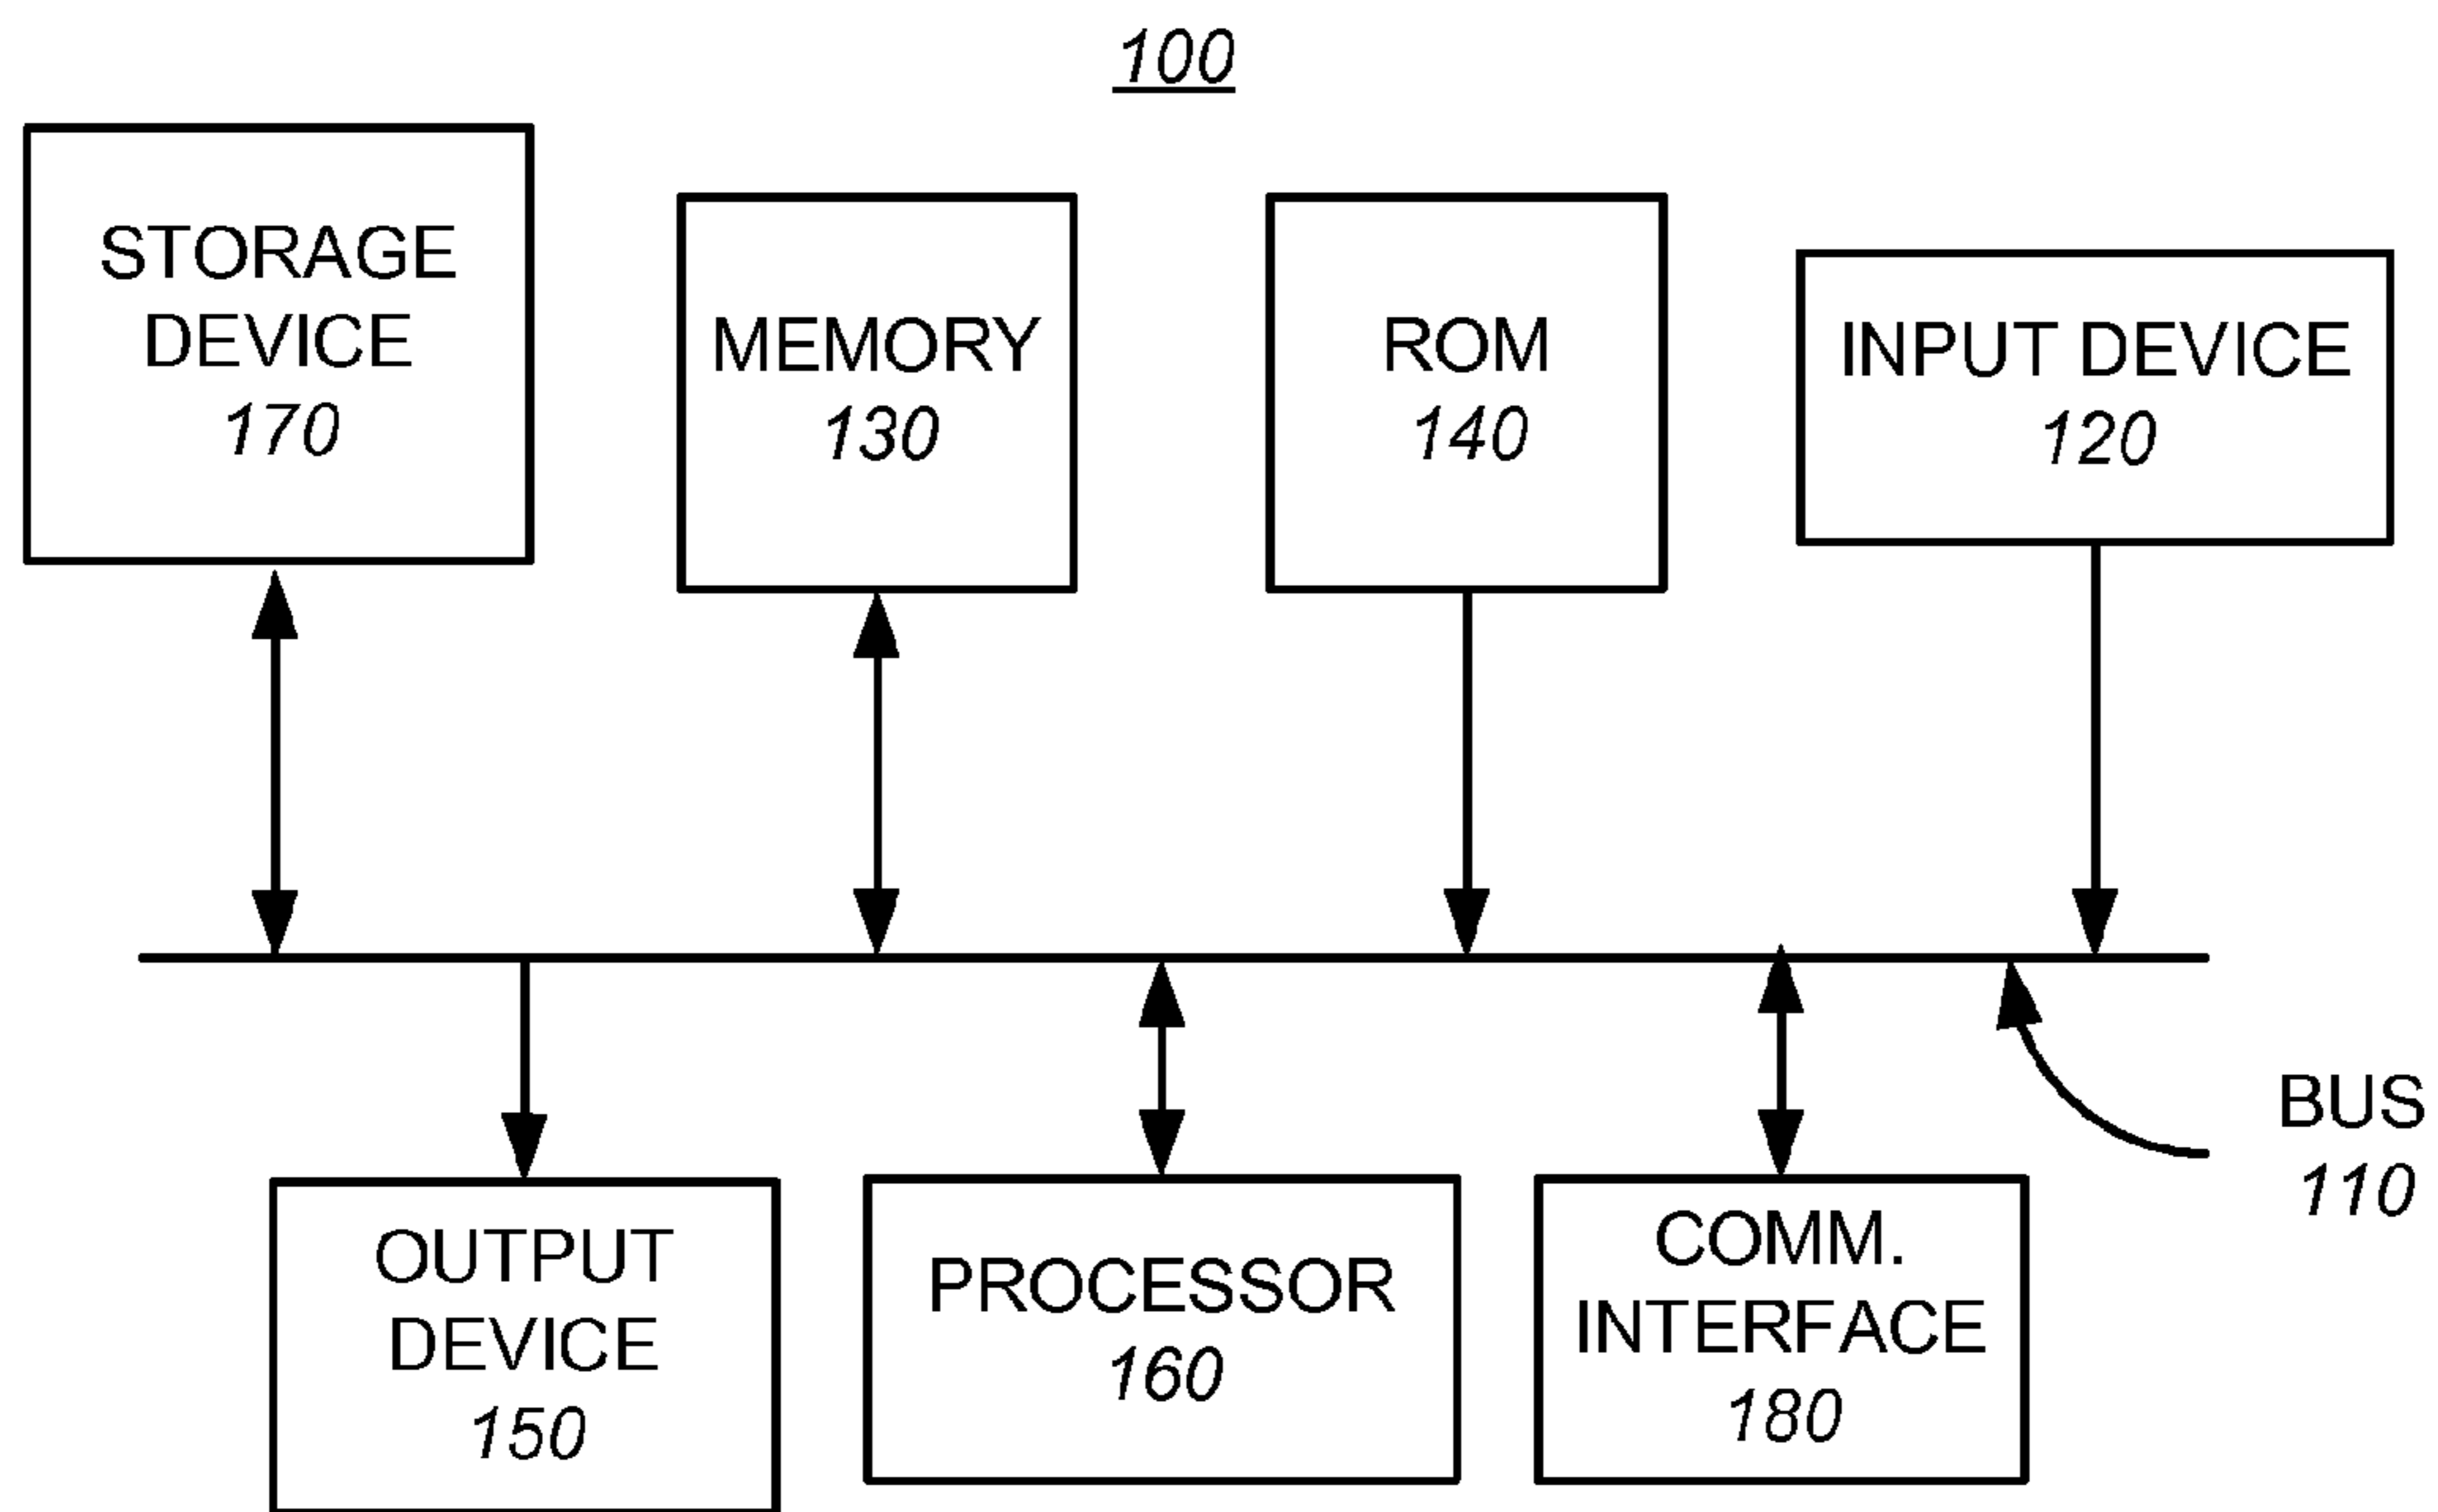 100
STORAGE
DEVICE
170
MEMORY
130
ROM
140
INPUT DEVICE
120
BUS
110
OUTPUT
DEVICE
150
PROCESSOR
160
COMM.
INTERFACE
180